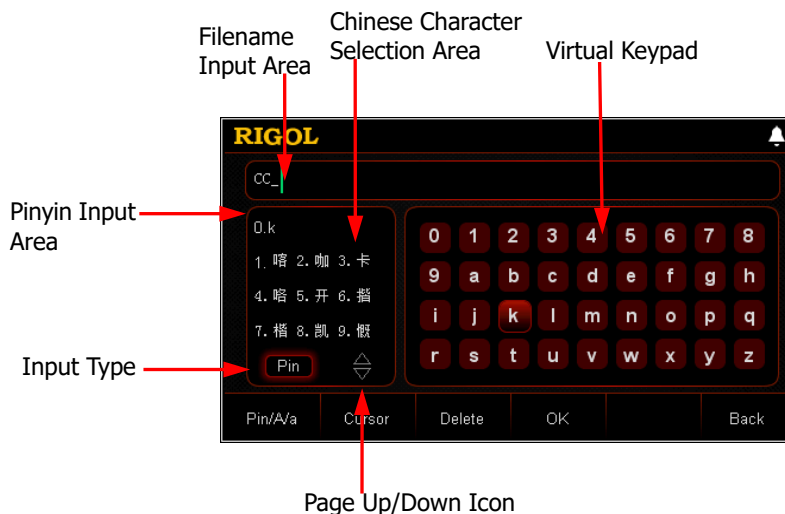 Filename
Input Area
Chinese Character
Selection Area
Virtual Keypad
RIGOL
CC_
Pinyin Input
Area
0.k
1.喀 2.咖 3.卡
4.咯 5.开 6.揩
7.楷 8.凯 9.慨
Input Type
Pin
0 1 2 3 4 5 6 7 8
9 a b c d e f g h
i j k l m n o p q
r s t u v w x y z
Pin/A/a Cursor Delete OK Back
Page Up/Down Icon